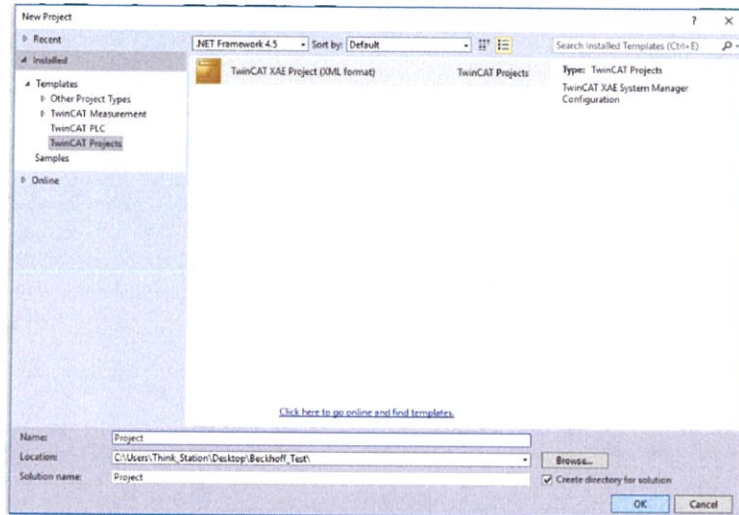 New Project
? X
Recent
.NET Framework 4.5
Sort by: Default
Search Installed Templates (Ctrl+E)
Installed
Templates
Other Project Types
TwinCAT Measurement
TwinCAT PLC
TwinCAT Projects
Samples
Online
TwinCAT XAE Project (XML format)
TwinCAT Projects
Type: TwinCAT Projects
TwinCAT XAE System Manager
Configuration
Click here to go online and find templates.
Name: Project
Location: C:\Users\Think_Station\Desktop\Beckhoff_Test\
Browse...
Solution name: Project
Create directory for solution
OK
Cancel